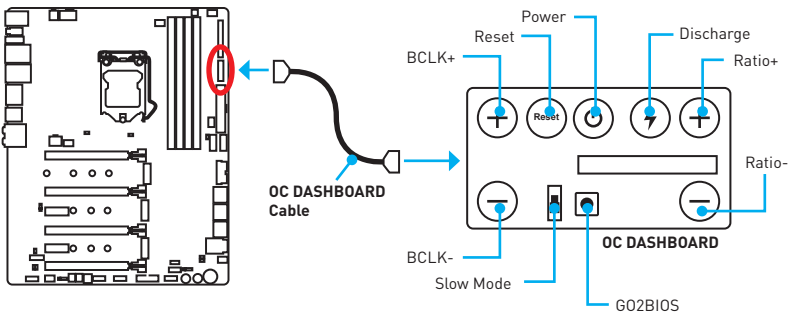 Power
Reset
Discharge
BCLK+
Ratio+
Reset
Ratio-
OC DASHBOARD
Cable
OC DASHBOARD
BCLK-
Slow Mode
GO2BIOS